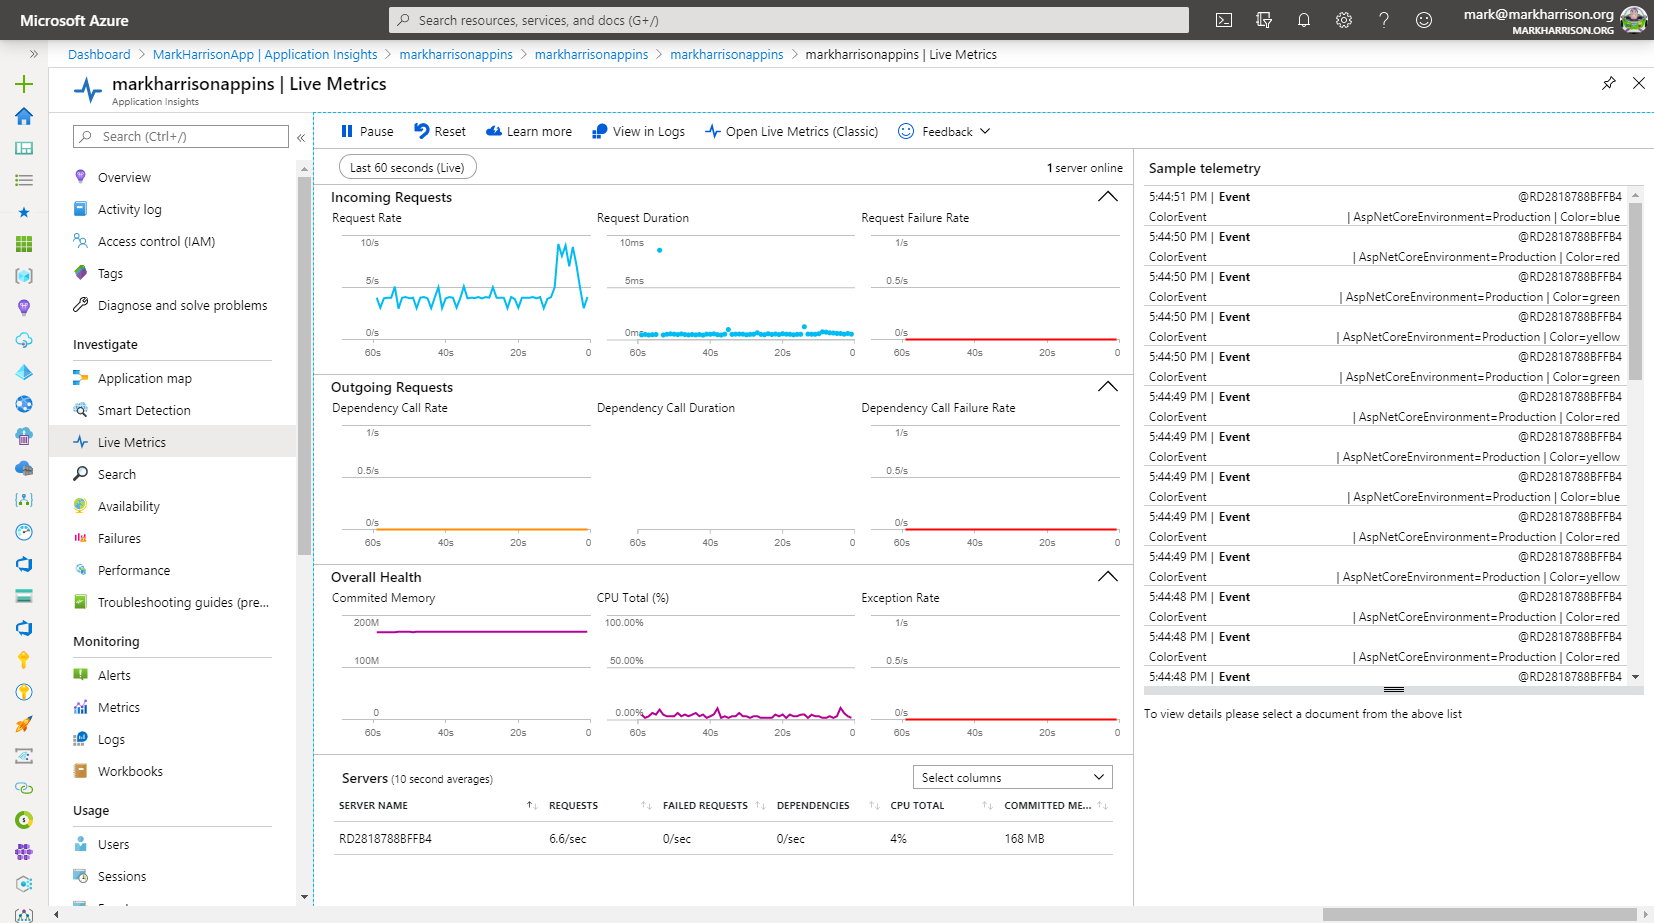 Microsoft Azure
Search resources, services, and docs (G+/)
mark@markharrison.org
MARKHARRISON.ORG
Dashboard > MarkHarrisonApp | Application Insights > markharrisonappins > markharrisonappins > markharrisonappins > markharrisonappins | Live Metrics
markharrisonappins | Live Metrics
Application Insights
Search (Ctrl+/)
Overview
Activity log
Access control (IAM)
Tags
Diagnose and solve problems
Investigate
Application map
Smart Detection
Live Metrics
Search
Availability
Failures
Performance
Troubleshooting guides (pre...
Monitoring
Alerts
Metrics
Logs
Workbooks
Usage
Users
Sessions
Pause Reset Learn more View in Logs Open Live Metrics (Classic) Feedback
Last 60 seconds (Live) 1 server online
Incoming Requests
Request Rate Request Duration Request Failure Rate
10/s 10ms 1/s
5/s 5ms 0.5/s
0/s 0ms 0/s
60s 40s 20s 0 60s 40s 20s 0 60s 40s 20s 0
Outgoing Requests
Dependency Call Rate Dependency Call Duration Dependency Call Failure Rate
1/s 1/s
0.5/s 0.5/s
0/s 0/s
60s 40s 20s 0 60s 40s 20s 0 60s 40s 20s 0
Overall Health
Commited Memory CPU Total (%) Exception Rate
200M 100.00% 1/s
100M 50.00% 0.5/s
0 0.00% 0/s
60s 40s 20s 0 60s 40s 20s 0 60s 40s 20s 0
Servers (10 second averages) Select columns
SERVER NAME REQUESTS FAILED REQUESTS DEPENDENCIES CPU TOTAL COMMITTED ME...
RD2818788BFFB4 6.6/sec 0/sec 0/sec 4% 168 MB
Sample telemetry
5:44:51 PM | Event @RD2818788BFFB4
ColorEvent | AspNetCoreEnvironment=Production | Color=blue
5:44:50 PM | Event @RD2818788BFFB4
ColorEvent | AspNetCoreEnvironment=Production | Color=red
5:44:50 PM | Event @RD2818788BFFB4
ColorEvent | AspNetCoreEnvironment=Production | Color=green
5:44:50 PM | Event @RD2818788BFFB4
ColorEvent | AspNetCoreEnvironment=Production | Color=yellow
5:44:50 PM | Event @RD2818788BFFB4
ColorEvent | AspNetCoreEnvironment=Production | Color=green
5:44:49 PM | Event @RD2818788BFFB4
ColorEvent | AspNetCoreEnvironment=Production | Color=red
5:44:49 PM | Event @RD2818788BFFB4
ColorEvent | AspNetCoreEnvironment=Production | Color=yellow
5:44:49 PM | Event @RD2818788BFFB4
ColorEvent | AspNetCoreEnvironment=Production | Color=blue
5:44:49 PM | Event @RD2818788BFFB4
ColorEvent | AspNetCoreEnvironment=Production | Color=red
5:44:49 PM | Event @RD2818788BFFB4
ColorEvent | AspNetCoreEnvironment=Production | Color=yellow
5:44:48 PM | Event @RD2818788BFFB4
ColorEvent | AspNetCoreEnvironment=Production | Color=red
5:44:48 PM | Event @RD2818788BFFB4
ColorEvent | AspNetCoreEnvironment=Production | Color=red
5:44:48 PM | Event @RD2818788BFFB4
To view details please select a document from the above list